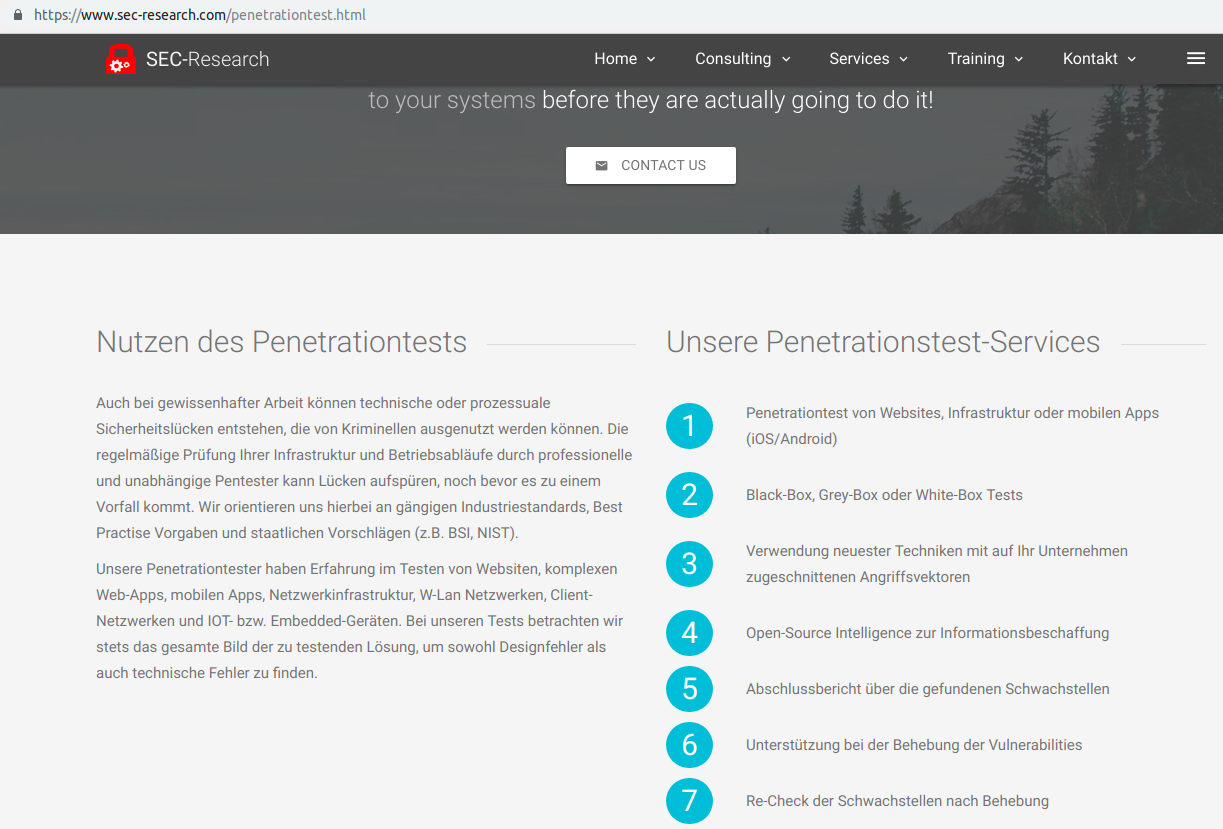 https://www.sec-research.com/penetrationtest.html
SEC-Research
Home Consulting Services Training Kontakt
to your systems before they are actually going to do it!
CONTACT US
Nutzen des Penetrationtests
Auch bei gewissenhafter Arbeit können technische oder prozessuale
Sicherheitslücken entstehen, die von Kriminellen ausgenutzt werden können. Die
regelmäßige Prüfung Ihrer Infrastruktur und Betriebsabläufe durch professionelle
und unabhängige Pentester kann Lücken aufspüren, noch bevor es zu einem
Vorfall kommt. Wir orientieren uns hierbei an gängigen Industriestandards, Best
Practise Vorgaben und staatlichen Vorschlägen (z.B. BSI, NIST).
Unsere Penetrationtester haben Erfahrung im Testen von Websiten, komplexen
Web-Apps, mobilen Apps, Netzwerkinfrastruktur, W-Lan Netzwerken, Client-
Netzwerken und IOT- bzw. Embedded-Geräten. Bei unseren Tests betrachten wir
stets das gesamte Bild der zu testenden Lösung, um sowohl Designfehler als
auch technische Fehler zu finden.
Unsere Penetrationstest-Services
1 Penetrationtest von Websites, Infrastruktur oder mobilen Apps
(iOS/Android)
2 Black-Box, Grey-Box oder White-Box Tests
3 Verwendung neuester Techniken mit auf Ihr Unternehmen
zugeschnittenen Angriffsvektoren
4 Open-Source Intelligence zur Informationsbeschaffung
5 Abschlussbericht über die gefundenen Schwachstellen
6 Unterstützung bei der Behebung der Vulnerabilities
7 Re-Check der Schwachstellen nach Behebung